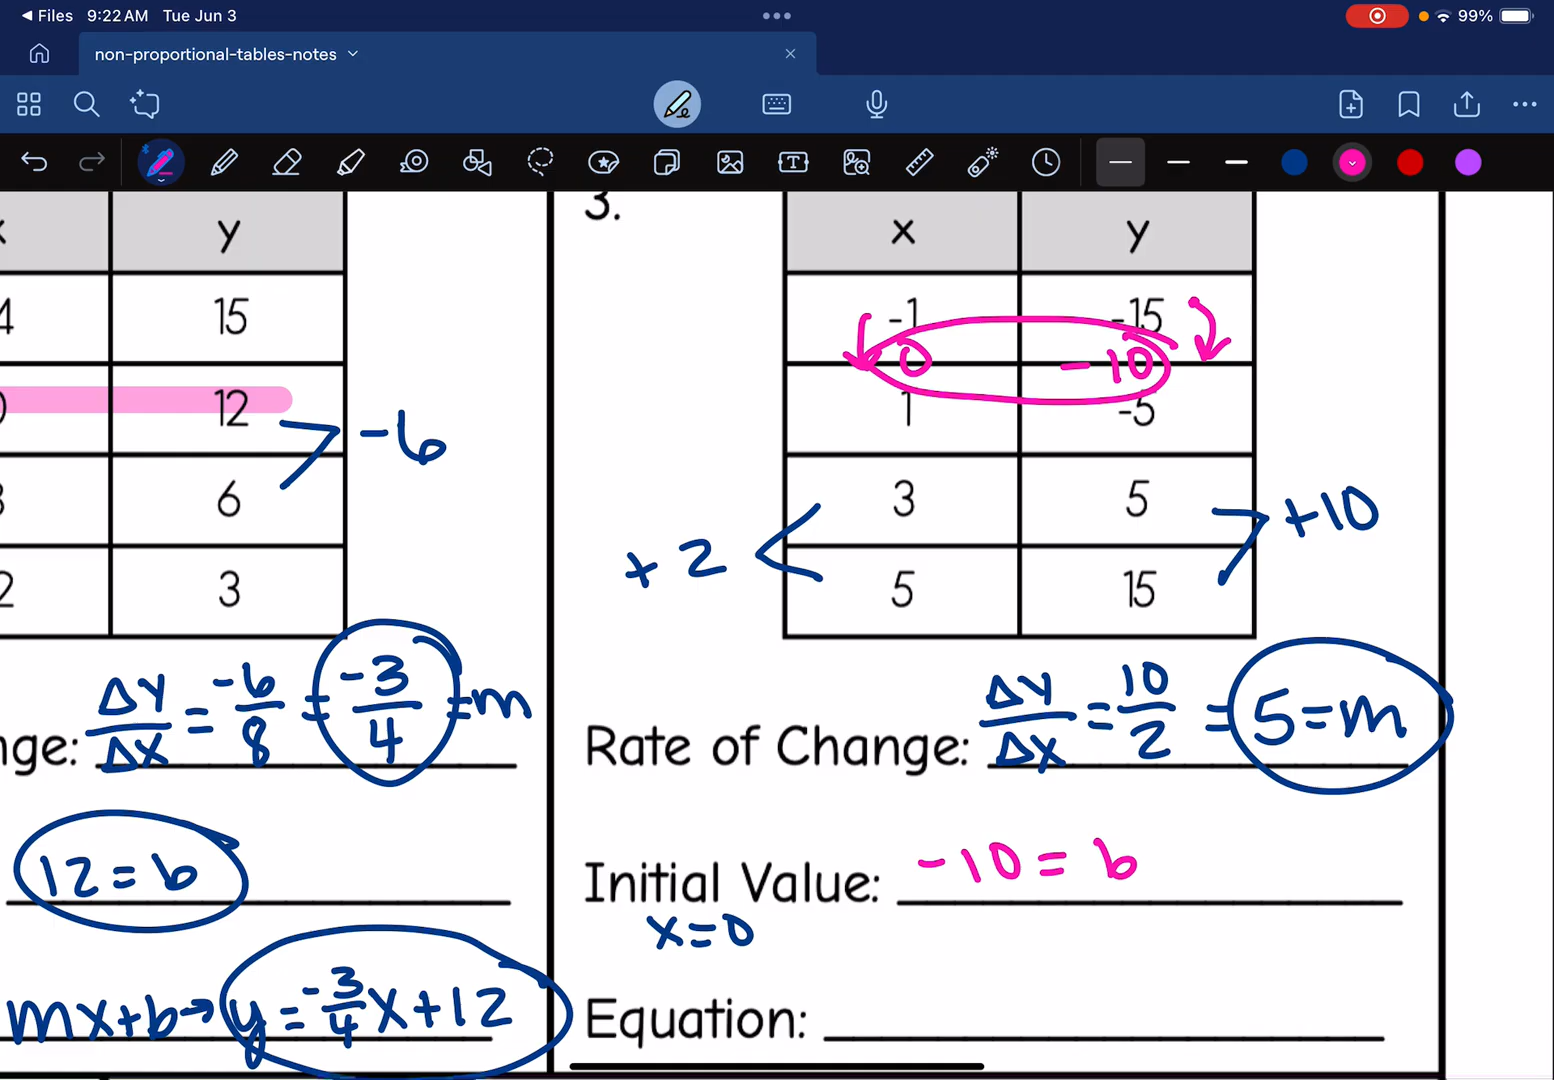 Files 9:22 AM Tue Jun 3 99%
non-proportional-tables-notes
3.
y
4 15
12
6
2 3
-6
ΔY/ΔX = -6/8 = -3/4 = m
nge:
12 = b
mx+b → y = -3/4 x + 12
x y
-1 -15
0 -10
1 -5
3 5
5 15
+2
+10
Rate of Change: ΔY/ΔX = 10/2 = 5 = m
Initial Value: -10 = b
x = 0
Equation: